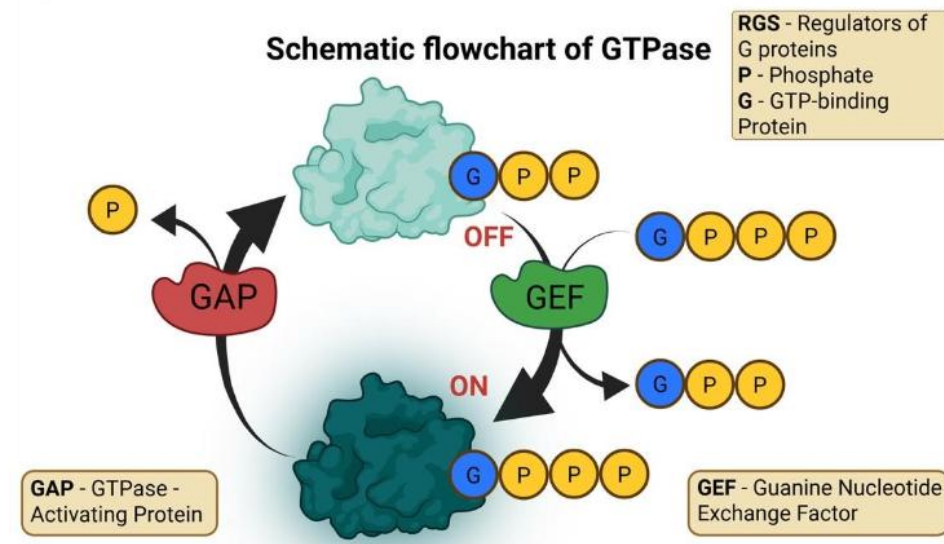 RGS - Regulators of
G proteins
P - Phosphate
G - GTP-binding
Protein
Schematic flowchart of GTPase
G P P
P
OFF
G P P P
GAP
GEF
ON
G P P
G P P P
GAP - GTPase -
Activating Protein
GEF - Guanine Nucleotide
Exchange Factor